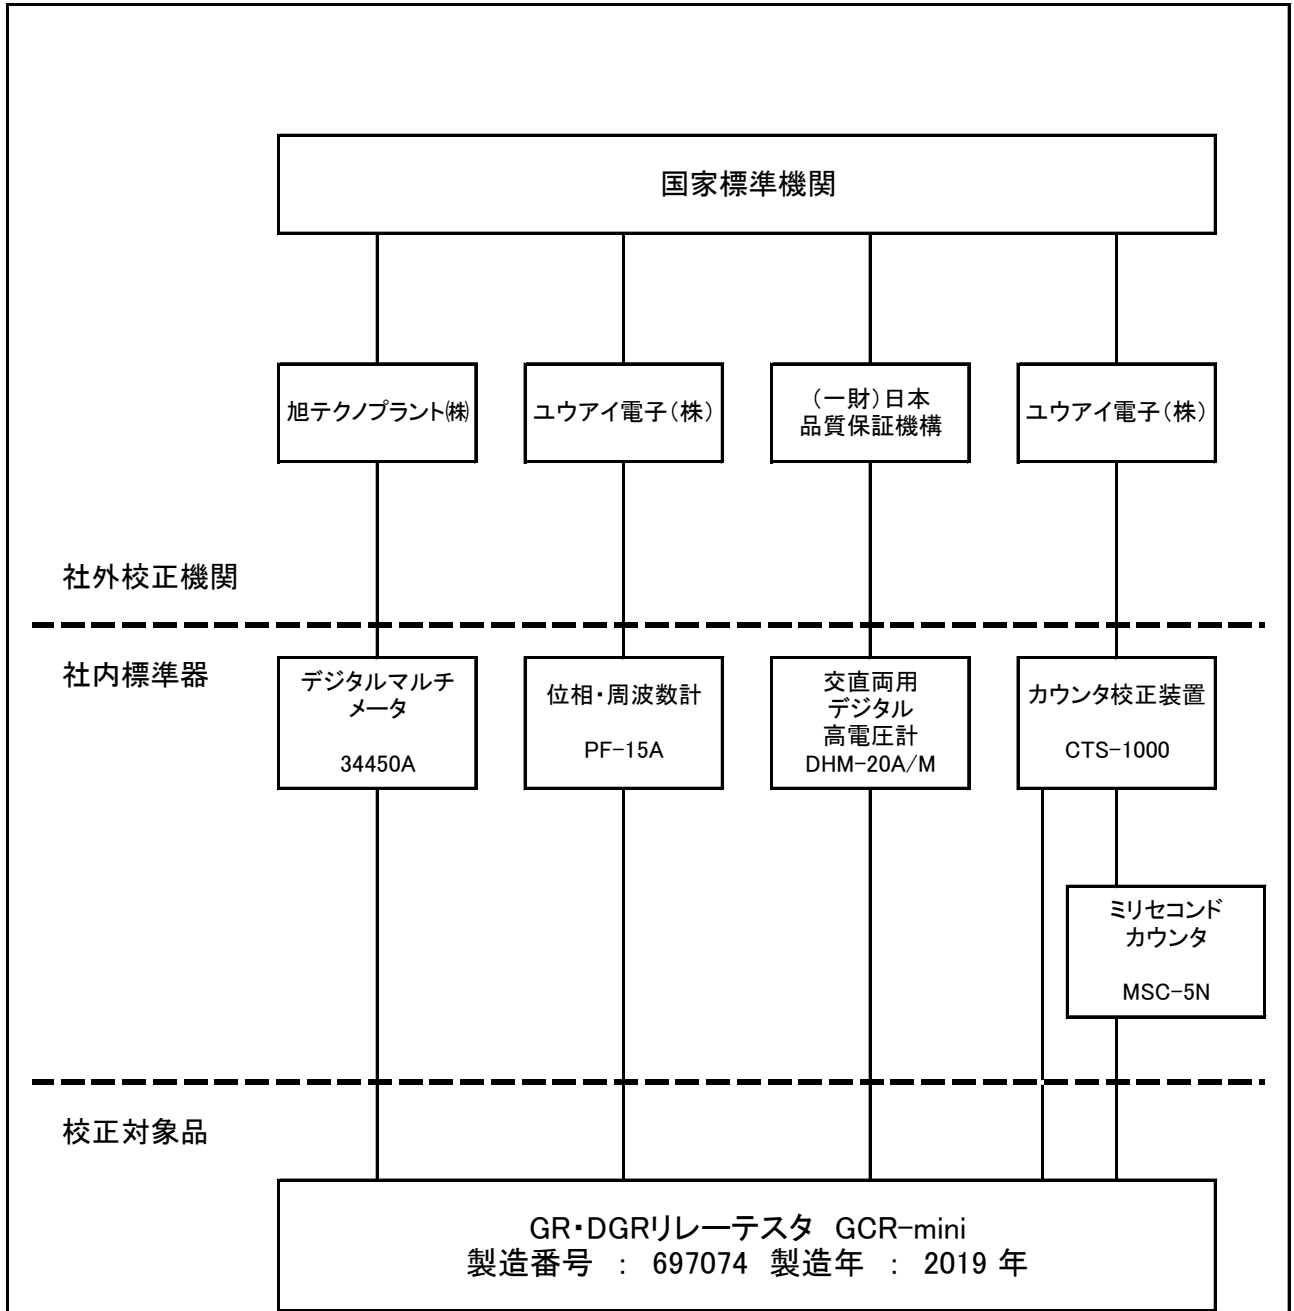 国家標準機関
旭テクノプラント㈱
ユウアイ電子（株）
（一財）日本
品質保証機構
ユウアイ電子（株）
社外校正機関
社内標準器
デジタルマルチ
メータ
34450A
位相・周波数計
PF-15A
交直両用
デジタル
高電圧計
DHM-20A/M
カウンタ校正装置
CTS-1000
ミリセコンド
カウンタ
MSC-5N
校正対象品
GR・DGRリレーテスタ GCR-mini
製造番号 ： 697074 製造年 ： 2019 年